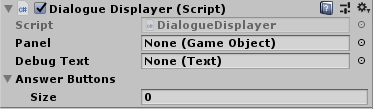 Dialogue Displayer (Script)
Script DialogueDisplayer
Panel None (Game Object)
Debug Text None (Text)
Answer Buttons
Size 0